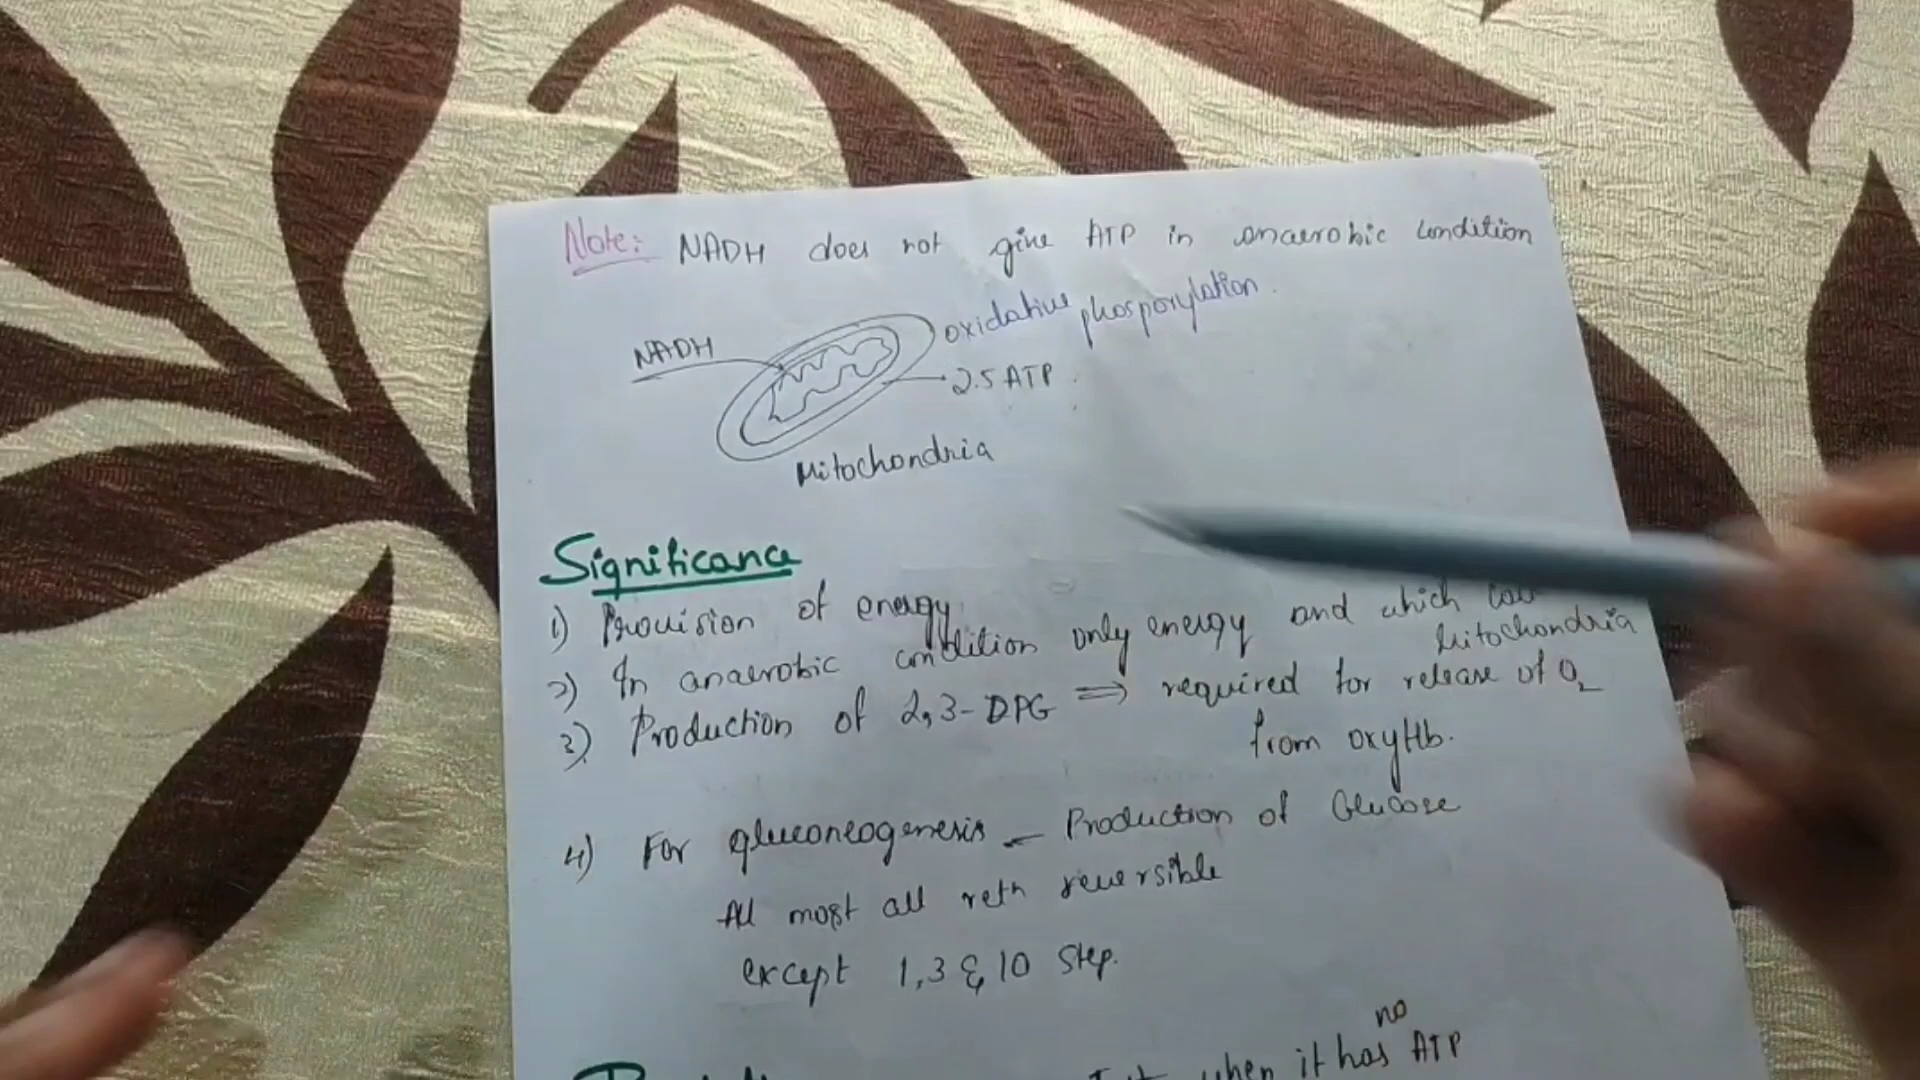 Note: NADH does not give ATP in anaerobic condition
NADH
oxidative phosporylation.
2.5 ATP
Mitochondria
Significance
1) Provision of energy
2) In anaerobic condition only energy and which
Mitochondria
3) Production of 2,3-DPG ⇒ required for release of O2
from oxyHb.
4) For gluconeogenesis - Production of Glucose
All most all rctn reversible
except 1,3 & 10 Step.
no
when it has ATP